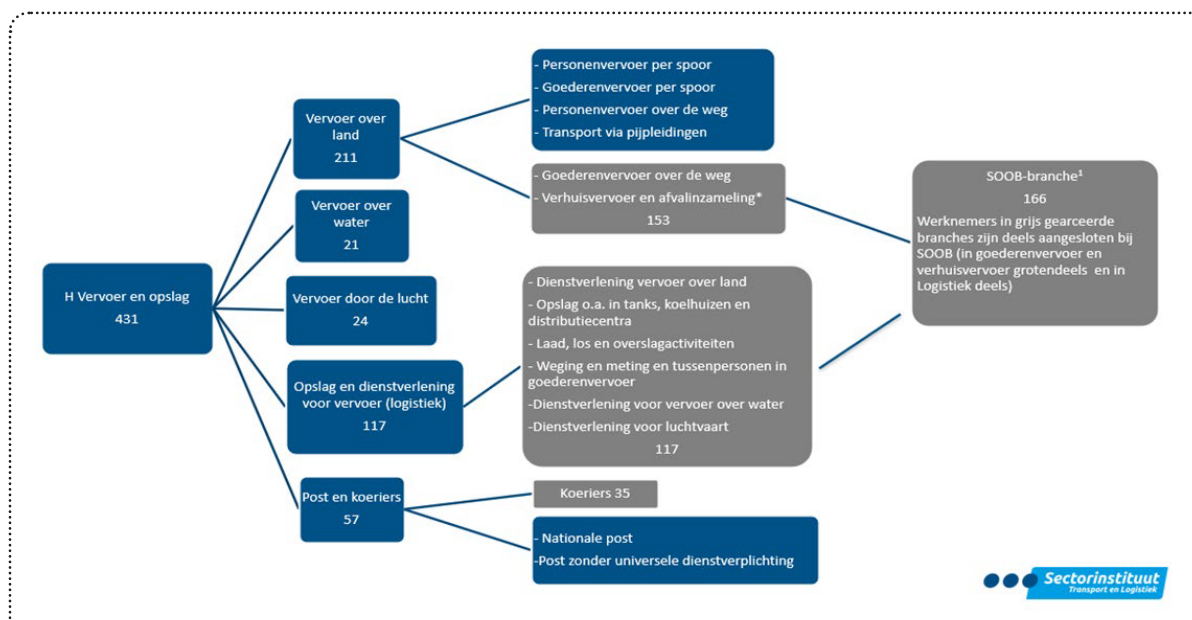 H Vervoer en opslag
431
Vervoer over
land
211
Vervoer over
water
21
Vervoer door de lucht
24
Opslag en dienstverlening
voor vervoer (logistiek)
117
Post en koeriers
57
- Personenvervoer per spoor
- Goederenvervoer per spoor
- Personenvervoer over de weg
- Transport via pijpleidingen
- Goederenvervoer over de weg
- Verhuisvervoer en afvalinzameling*
153
- Dienstverlening vervoer over land
- Opslag o.a. in tanks, koelhuizen en
distributiecentra
- Laad, los en overslagactiviteiten
- Weging en meting en tussenpersonen in
goederenvervoer
-Dienstverlening voor vervoer over water
-Dienstverlening voor luchtvaart
117
Koeriers 35
- Nationale post
-Post zonder universele dienstverplichting
SOOB-branche¹
166
Werknemers in grijs gearceerde
branches zijn deels aangesloten bij
SOOB (in goederenvervoer en
verhuisvervoer grotendeels en in
Logistiek deels)
Sectorinstituut
Transport en Logistiek